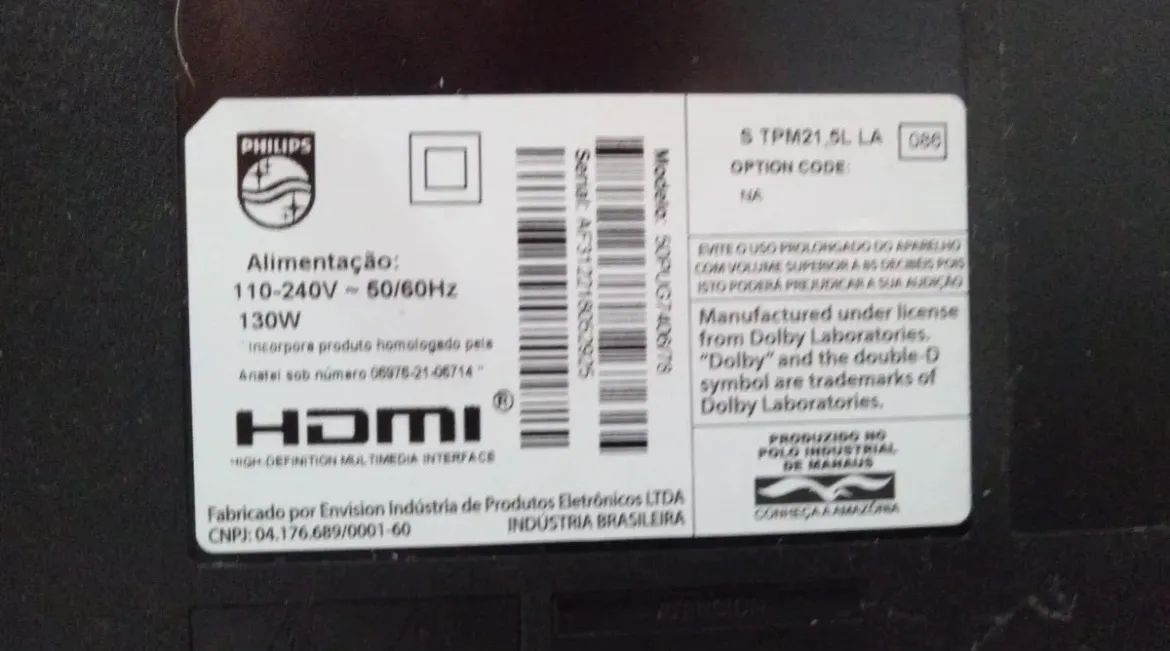 PHILIPS
Alimentação:
110-240V ~ 50/60Hz
130W
"Incorpora produto homologado pela
Anatel sob número 06976-21-06714"
HDMI®
HIGH-DEFINITION MULTIMEDIA INTERFACE
Fabricado por Envision Indústria de Produtos Eletrônicos LTDA
CNPJ: 04.176.689/0001-60
INDÚSTRIA BRASILEIRA
Serial:
Modelo: 50PUG7406/78
S TPM21,5L LA
086
OPTION CODE:
NA
EVITE O USO PROLONGADO DO APARELHO
COM VOLUME SUPERIOR A 85 DECIBÉIS POIS
ISTO PODERÁ PREJUDICAR A SUA AUDIÇÃO
Manufactured under license
from Dolby Laboratories.
"Dolby" and the double-D
symbol are trademarks of
Dolby Laboratories.
PRODUZIDO NO
POLO INDUSTRIAL
DE MANAUS
CONHEÇA A AMAZÔNIA